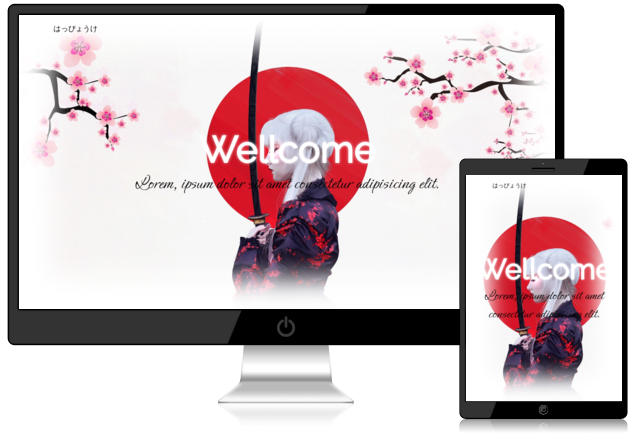 はっぴょうけ
Wellcome
Lorem, ipsum dolor sit amet consectetur adipisicing elit.
はっぴょうけ
Wellcome
Lorem, ipsum dolor sit amet
consectetur adipisicing elit.